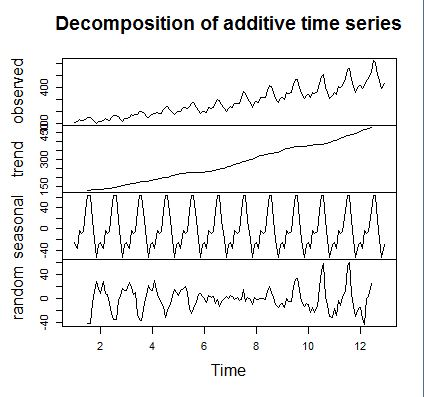 Decomposition of additive time series
observed
400
trend
450
300
150
seasonal
40
0
-40
random
40
0
-40
2 4 6 8 10 12
Time